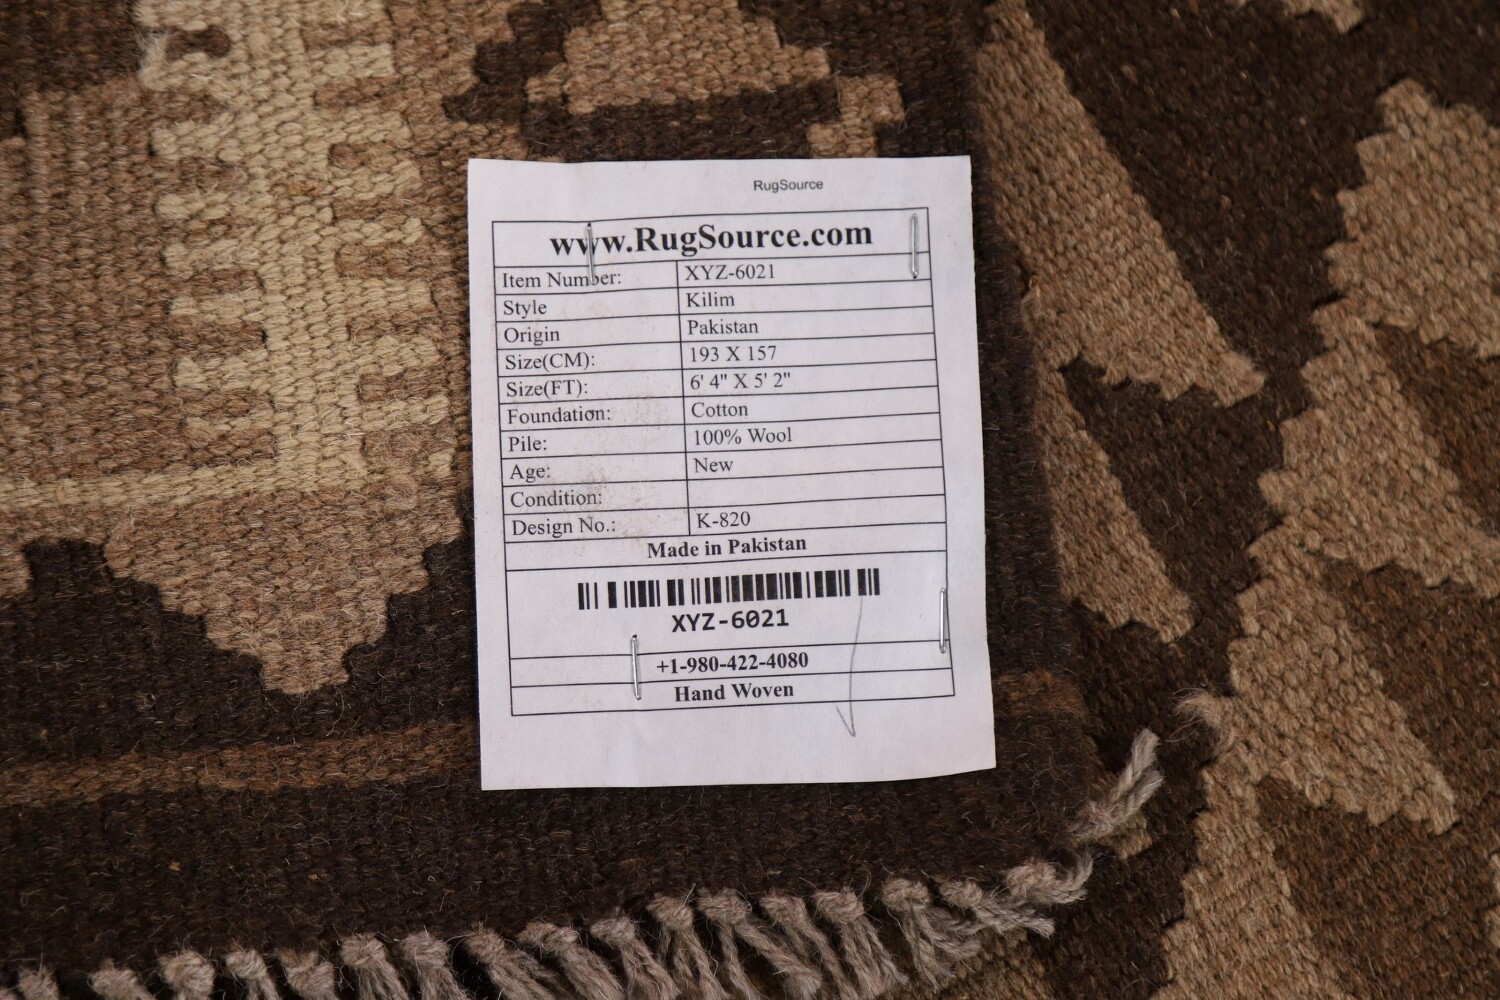 RugSource
www.RugSource.com
Item Number: XYZ-6021
Style Kilim
Origin Pakistan
Size(CM): 193 X 157
Size(FT): 6' 4" X 5' 2"
Foundation: Cotton
Pile: 100% Wool
Age: New
Condition:
Design No.: K-820
Made in Pakistan
XYZ-6021
+1-980-422-4080
Hand Woven